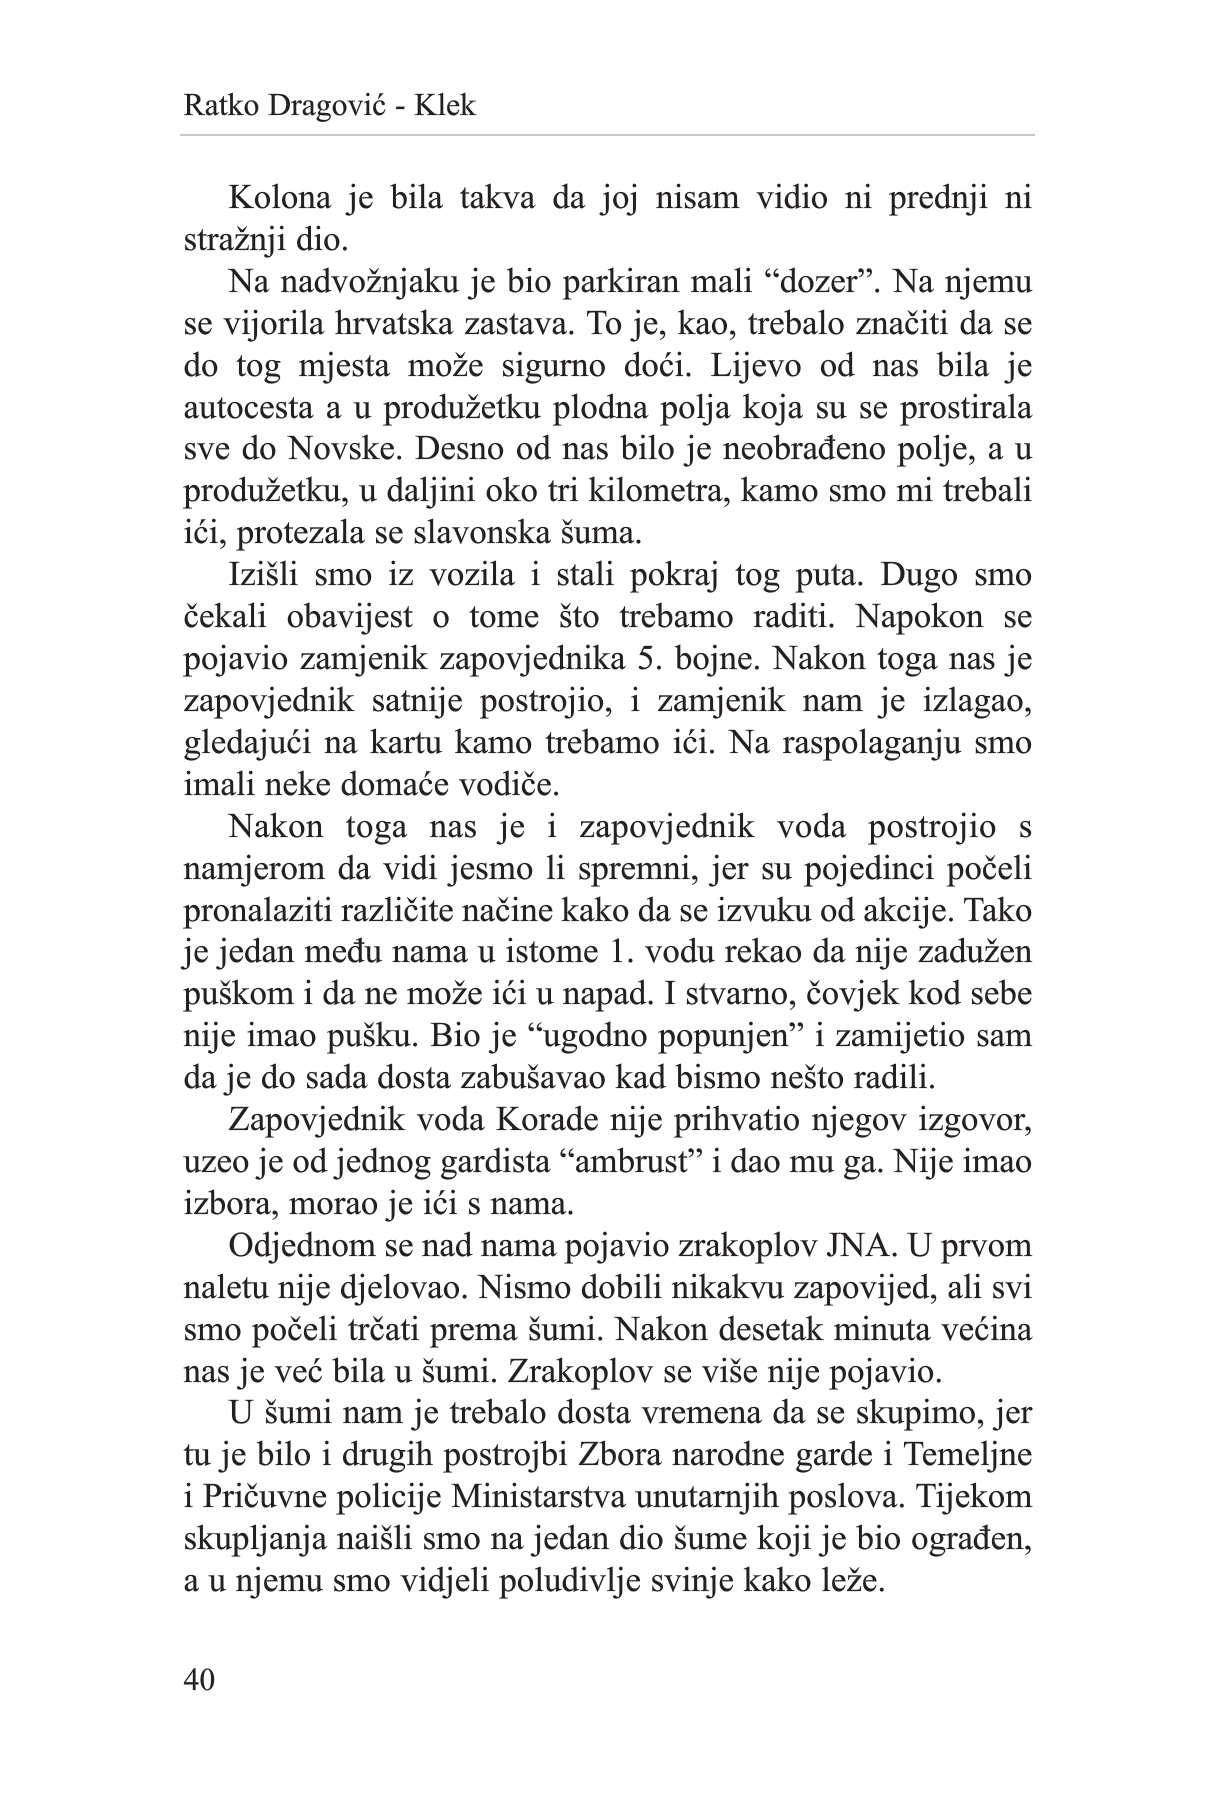 Ratko Dragović - Klek
Kolona je bila takva da joj nisam vidio ni prednji ni
stražnji dio.
Na nadvožnjaku je bio parkiran mali “dozer”. Na njemu
se vijorila hrvatska zastava. To je, kao, trebalo značiti da se
do tog mjesta može sigurno doći. Lijevo od nas bila je
autocesta a u produžetku plodna polja koja su se prostirala
sve do Novske. Desno od nas bilo je neobrađeno polje, a u
produžetku, u daljini oko tri kilometra, kamo smo mi trebali
ići, protezala se slavonska šuma.
Izišli smo iz vozila i stali pokraj tog puta. Dugo smo
čekali obavijest o tome što trebamo raditi. Napokon se
pojavio zamjenik zapovjednika 5. bojne. Nakon toga nas je
zapovjednik satnije postrojio, i zamjenik nam je izlagao,
gledajući na kartu kamo trebamo ići. Na raspolaganju smo
imali neke domaće vodiče.
Nakon toga nas je i zapovjednik voda postrojio s
namjerom da vidi jesmo li spremni, jer su pojedinci počeli
pronalaziti različite načine kako da se izvuku od akcije. Tako
je jedan među nama u istome 1. vodu rekao da nije zadužen
puškom i da ne može ići u napad. I stvarno, čovjek kod sebe
nije imao pušku. Bio je “ugodno popunjen” i zamijetio sam
da je do sada dosta zabušavao kad bismo nešto radili.
Zapovjednik voda Korade nije prihvatio njegov izgovor,
uzeo je od jednog gardista “ambrust” i dao mu ga. Nije imao
izbora, morao je ići s nama.
Odjednom se nad nama pojavio zrakoplov JNA. U prvom
naletu nije djelovao. Nismo dobili nikakvu zapovijed, ali svi
smo počeli trčati prema šumi. Nakon desetak minuta većina
nas je već bila u šumi. Zrakoplov se više nije pojavio.
U šumi nam je trebalo dosta vremena da se skupimo, jer
tu je bilo i drugih postrojbi Zbora narodne garde i Temeljne
i Pričuvne policije Ministarstva unutarnjih poslova. Tijekom
skupljanja naišli smo na jedan dio šume koji je bio ograđen,
a u njemu smo vidjeli poludivlje svinje kako leže.
40